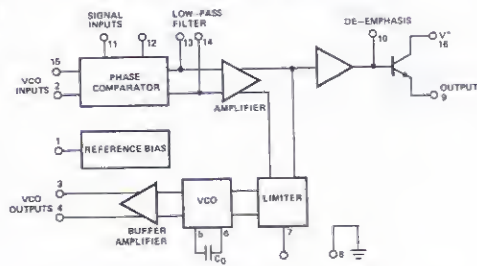 SIGNAL INPUTS
LOW-PASS FILTER
DE-EMPHASIS
11
12
13
14
10
V+
16
15
VCO INPUTS
2
PHASE COMPARATOR
AMPLIFIER
OUTPUT
9
1
REFERENCE BIAS
3
VCO OUTPUTS
4
BUFFER AMPLIFIER
VCO
LIMITER
5
6
C0
7
8